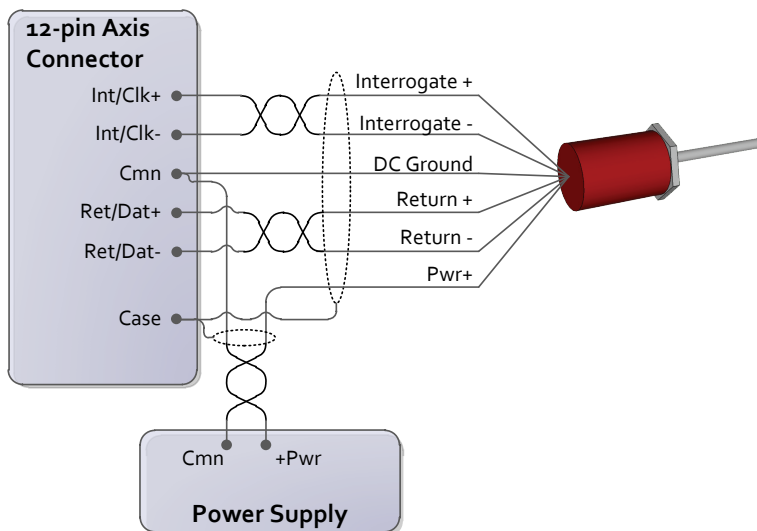 12-pin Axis
Connector
Int/Clk+
Int/Clk-
Cmn
Ret/Dat+
Ret/Dat-
Case
Interrogate +
Interrogate -
DC Ground
Return +
Return -
Pwr+
Cmn
+Pwr
Power Supply